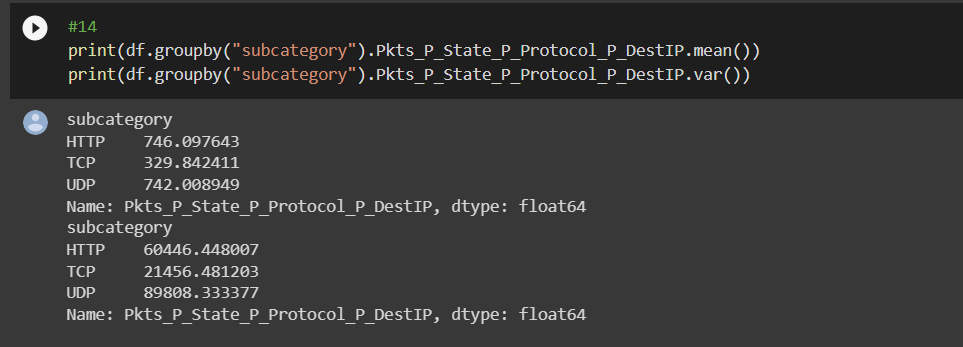 #14
print(df.groupby("subcategory").Pkts_P_State_P_Protocol_P_DestIP.mean())
print(df.groupby("subcategory").Pkts_P_State_P_Protocol_P_DestIP.var())
subcategory
HTTP    746.097643
TCP     329.842411
UDP     742.008949
Name: Pkts_P_State_P_Protocol_P_DestIP, dtype: float64
subcategory
HTTP    60446.448007
TCP     21456.481203
UDP     89808.333377
Name: Pkts_P_State_P_Protocol_P_DestIP, dtype: float64